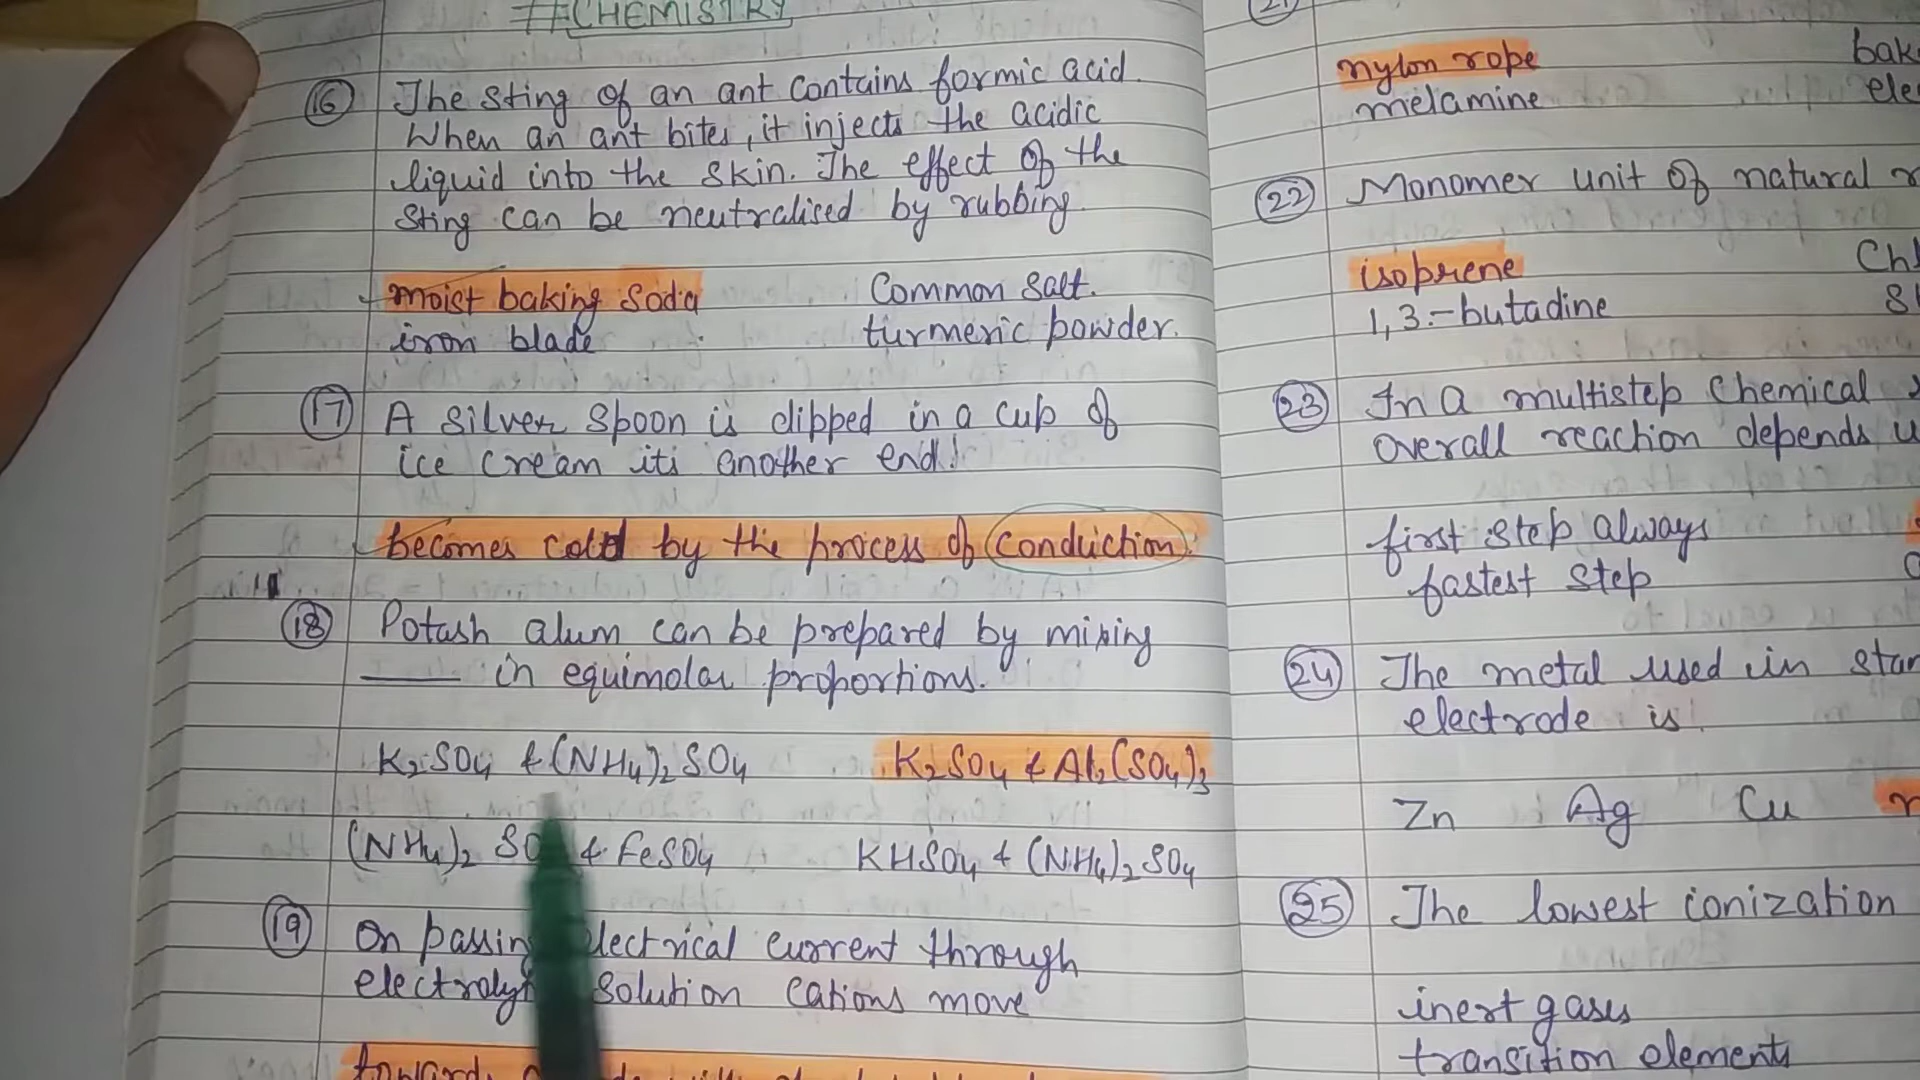 # CHEMISTRY
16 The sting of an ant contains formic acid.
When an ant bites, it injects the acidic
liquid into the skin. The effect of the
sting can be neutralised by rubbing
moist baking soda Common salt.
iron blade turmeric powder.
17 A silver spoon is dipped in a cup of
ice cream its another end.
becomes cold by the process of conduction.
18 Potash alum can be prepared by mixing
____ in equimolar proportions.
K₂SO₄ & (NH₄)₂ SO₄ K₂SO₄ & Al₂(SO₄)₃
(NH₄)₂ & FeSO₄ KHSO₄ + (NH₄)₂ SO₄
19 On electrical current through
solution cations move
21
nylon rope
melamine
22 Monomer unit of natural
isoprene
1,3-butadine
23 In a multistep chemical
overall reaction depends
first step always
fastest step
24 The metal used in
electrode is
Zn Ag Cu
25 The lowest ionization
inert gases
transition elements